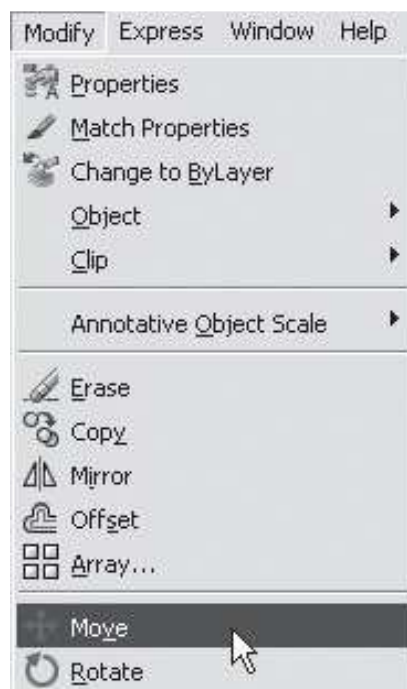 Modify Express Window Help
Properties
Match Properties
Change to ByLayer
Object
Clip
Annotative Object Scale
Erase
Copy
Mirror
Offset
Array...
Move
Rotate